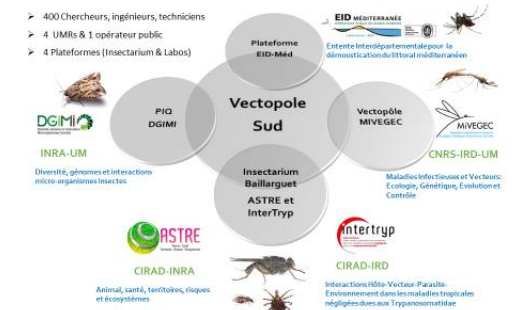 ➢ 400 Chercheurs, ingénieurs, techniciens
➢ 4 UMRs & 1 opérateur public
➢ 4 Plateformes (Insectarium & Labos)
Plateforme
EID-Méd
EID MÉDITERRANÉE
Entente Interdépartementale pour la
démoustication du littoral méditerranéen
Vectopole
Sud
PIQ
DGIMI
DGIMI
INRA-UM
Diversité, génomes et interactions
micro-organismes Insectes
Vectopôle
MIVEGEC
MIVEGEC
CNRS-IRD-UM
Maladies Infectieuses et Vecteurs:
Ecologie, Génétique, Evolution et
Contrôle
Insectarium
Baillarguet
ASTRE et
InterTryp
ASTRE
CIRAD-INRA
Animal, santé, territoires, risques
et écosystèmes
intertryp
CIRAD-IRD
Interactions Hôte-Vecteur-Parasite-
Environnement dans les maladies tropicales
négligées dues aux Trypanosomatidae